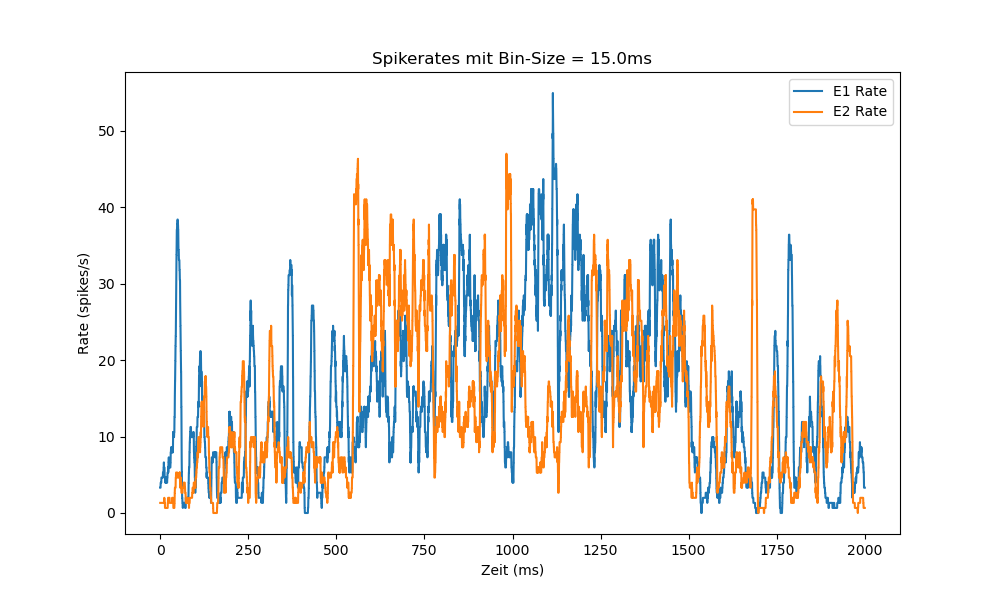 Spikerates mit Bin-Size = 15.0ms
E1 Rate
E2 Rate
Rate (spikes/s)
50
40
30
20
10
0
0 250 500 750 1000 1250 1500 1750 2000
Zeit (ms)